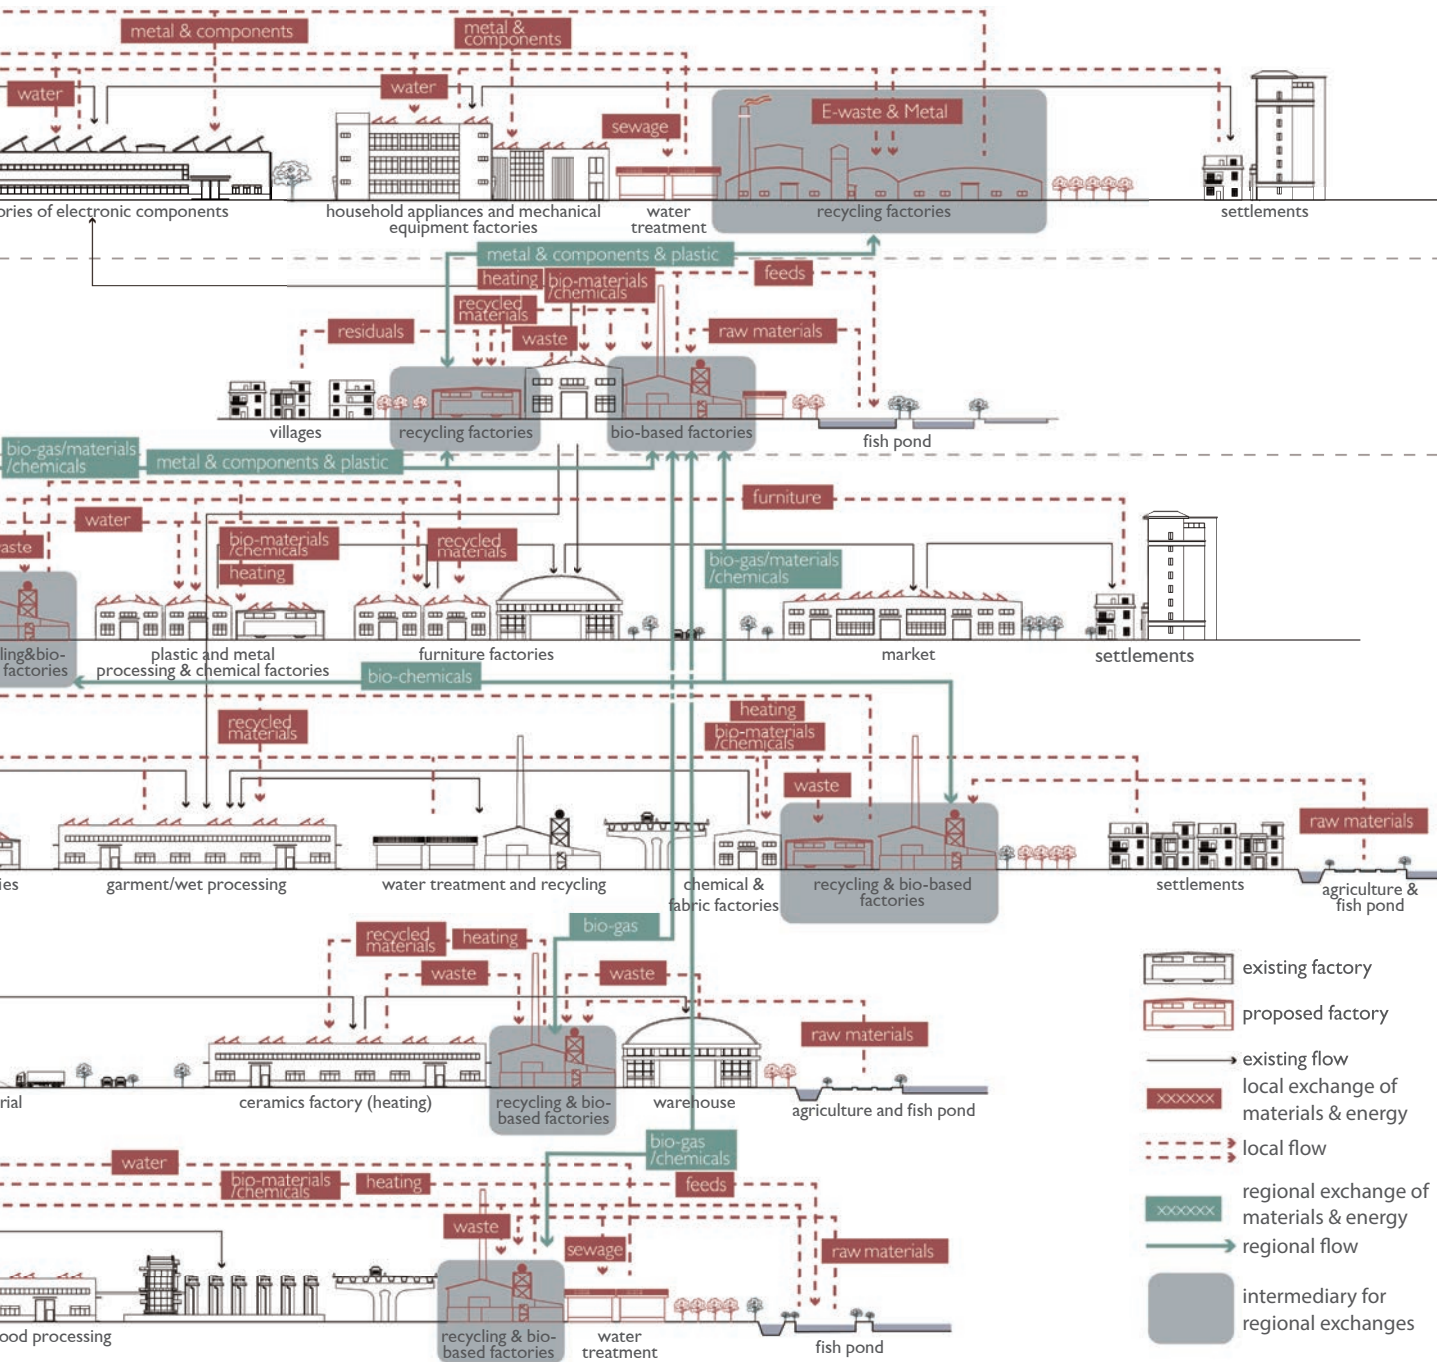 metal & components
metal &
components
water
water
sewage
E-waste & Metal
ories of electronic components
household appliances and mechanical
equipment factories
water
treatment
recycling factories
settlements
metal & components & plastic
heating
bio-materials
/chemicals
feeds
recycled
materials
residuals
waste
raw materials
villages
recycling factories
bio-based factories
fish pond
bio-gas/materials
/chemicals
metal & components & plastic
furniture
water
aste
bio-materials
/chemicals
recycled
materials
heating
bio-gas/materials
/chemicals
ling&bio-
factories
plastic and metal
processing & chemical factories
furniture factories
market
settlements
bio-chemicals
recycled
materials
heating
bio-materials
/chemicals
waste
raw materials
ies
garment/wet processing
water treatment and recycling
chemical &
fabric factories
recycling & bio-based
factories
settlements
agriculture &
fish pond
bio-gas
recycled
materials
heating
waste
waste
raw materials
rial
ceramics factory (heating)
recycling & bio-
based factories
warehouse
agriculture and fish pond
bio-gas
/chemicals
water
bio-materials
/chemicals
heating
feeds
waste
sewage
raw materials
ood processing
recycling & bio-
based factories
water
treatment
fish pond
existing factory
proposed factory
existing flow
xxxxxx
local exchange of
materials & energy
local flow
xxxxxx
regional exchange of
materials & energy
regional flow
intermediary for
regional exchanges